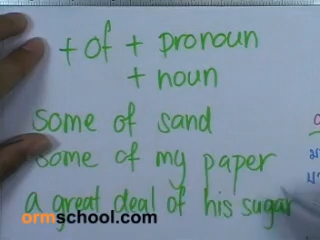 + of + pronoun
+ noun
some of sand
some of my paper
a great deal of his sugar
ormschool.com